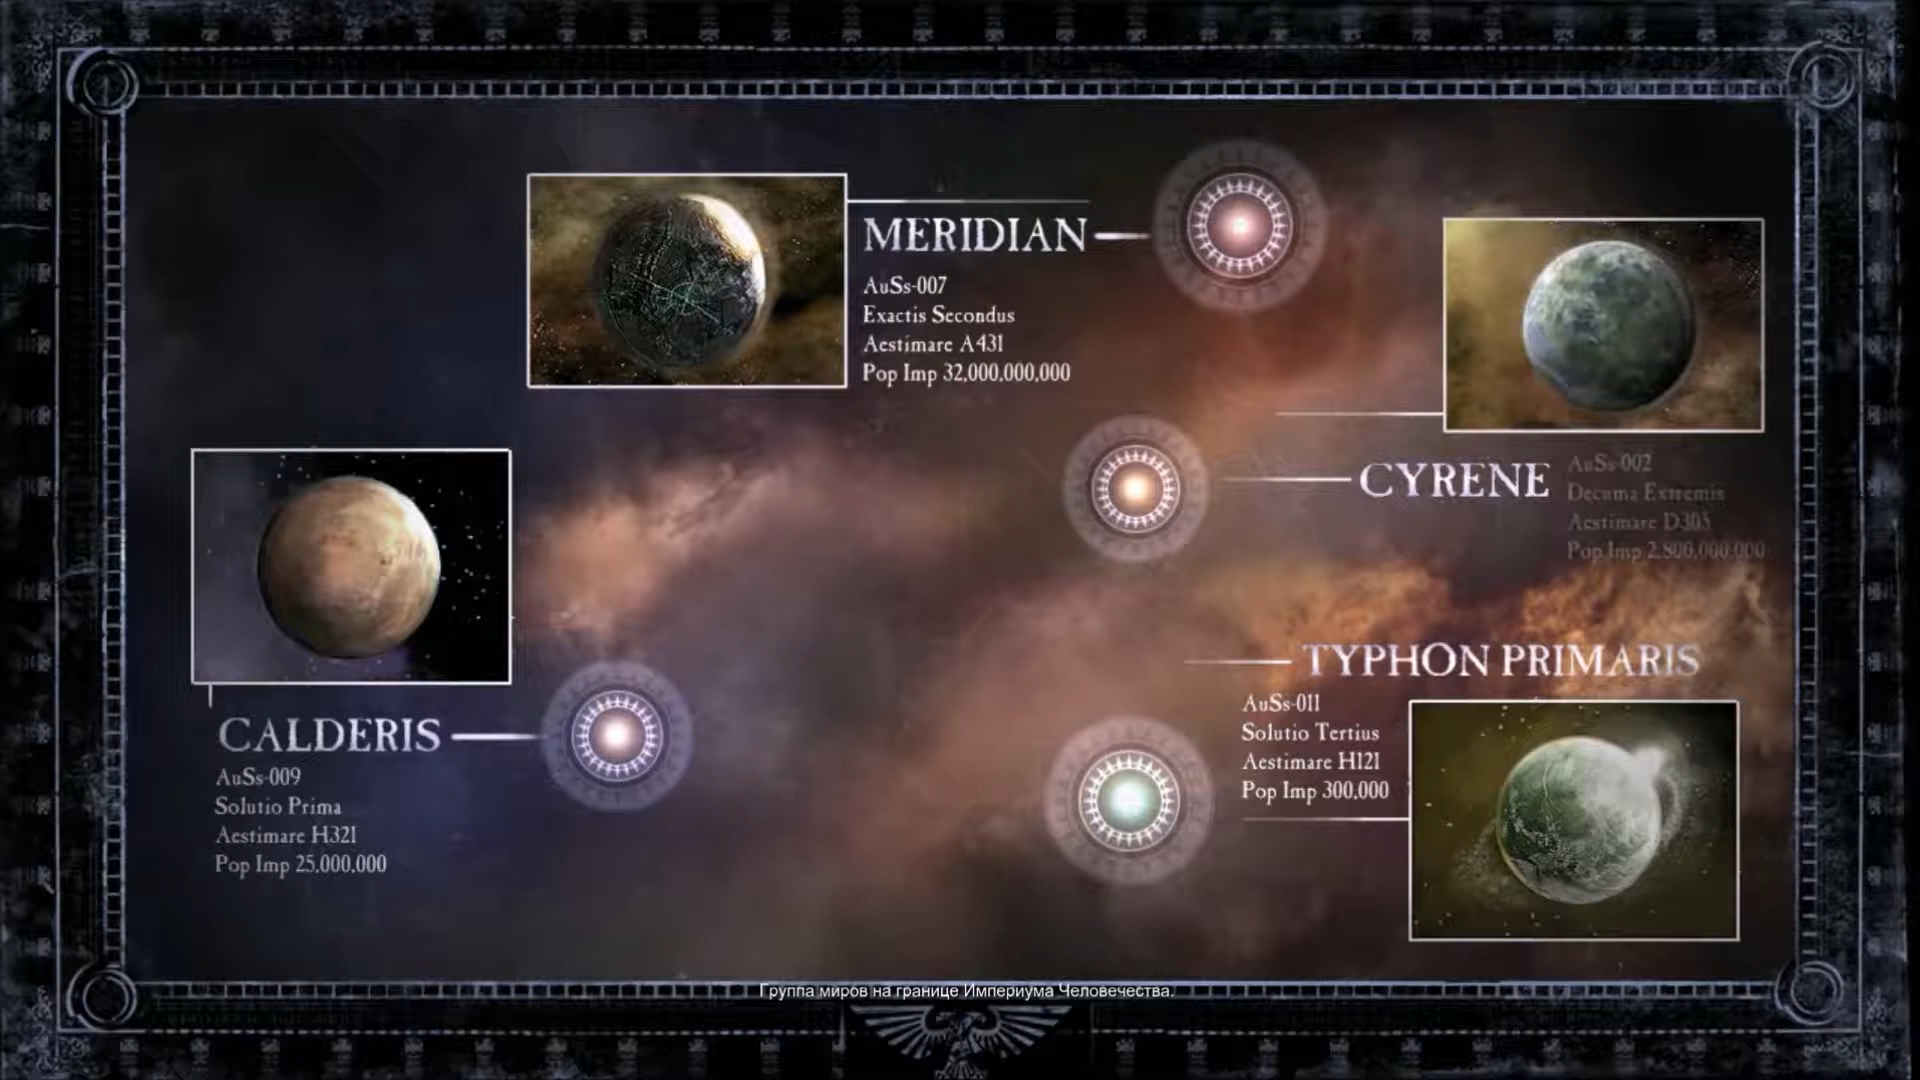 MERIDIAN
AuSs-007
Exactis Secondus
Aestimare A431
Pop Imp 32,000,000,000
CYRENE
AuSs-002
Decuma Extremis
Aestimare D305
Pop Imp 2,800,000,000
CALDERIS
AuSs-009
Solutio Prima
Aestimare H321
Pop Imp 25,000,000
TYPHON PRIMARIS
AuSs-011
Solutio Tertius
Aestimare H121
Pop Imp 300,000
Группа миров на границе Империума Человечества.